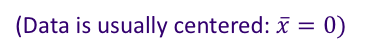 (Data is usually centered: x̄ = 0)